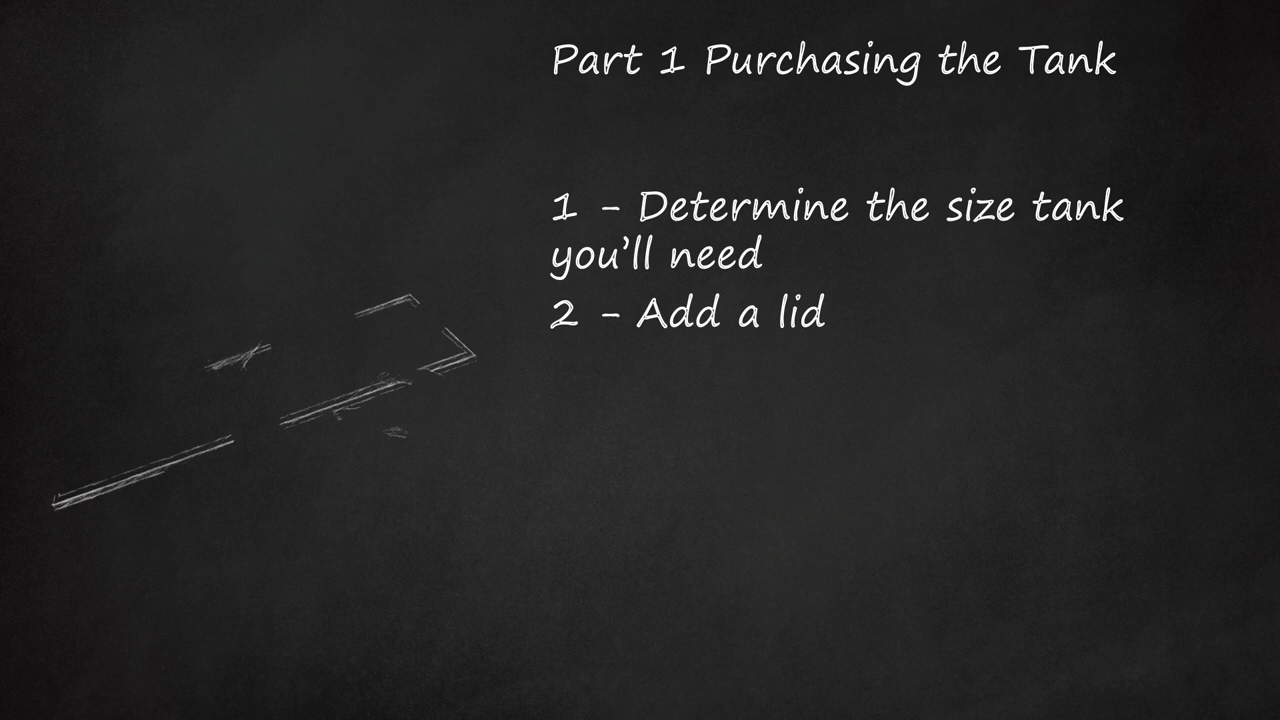 Part 1 Purchasing the Tank
1 - Determine the size tank
you'll need
2 - Add a lid